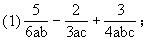 (1) 5/6ab - 2/3ac + 3/4abc;